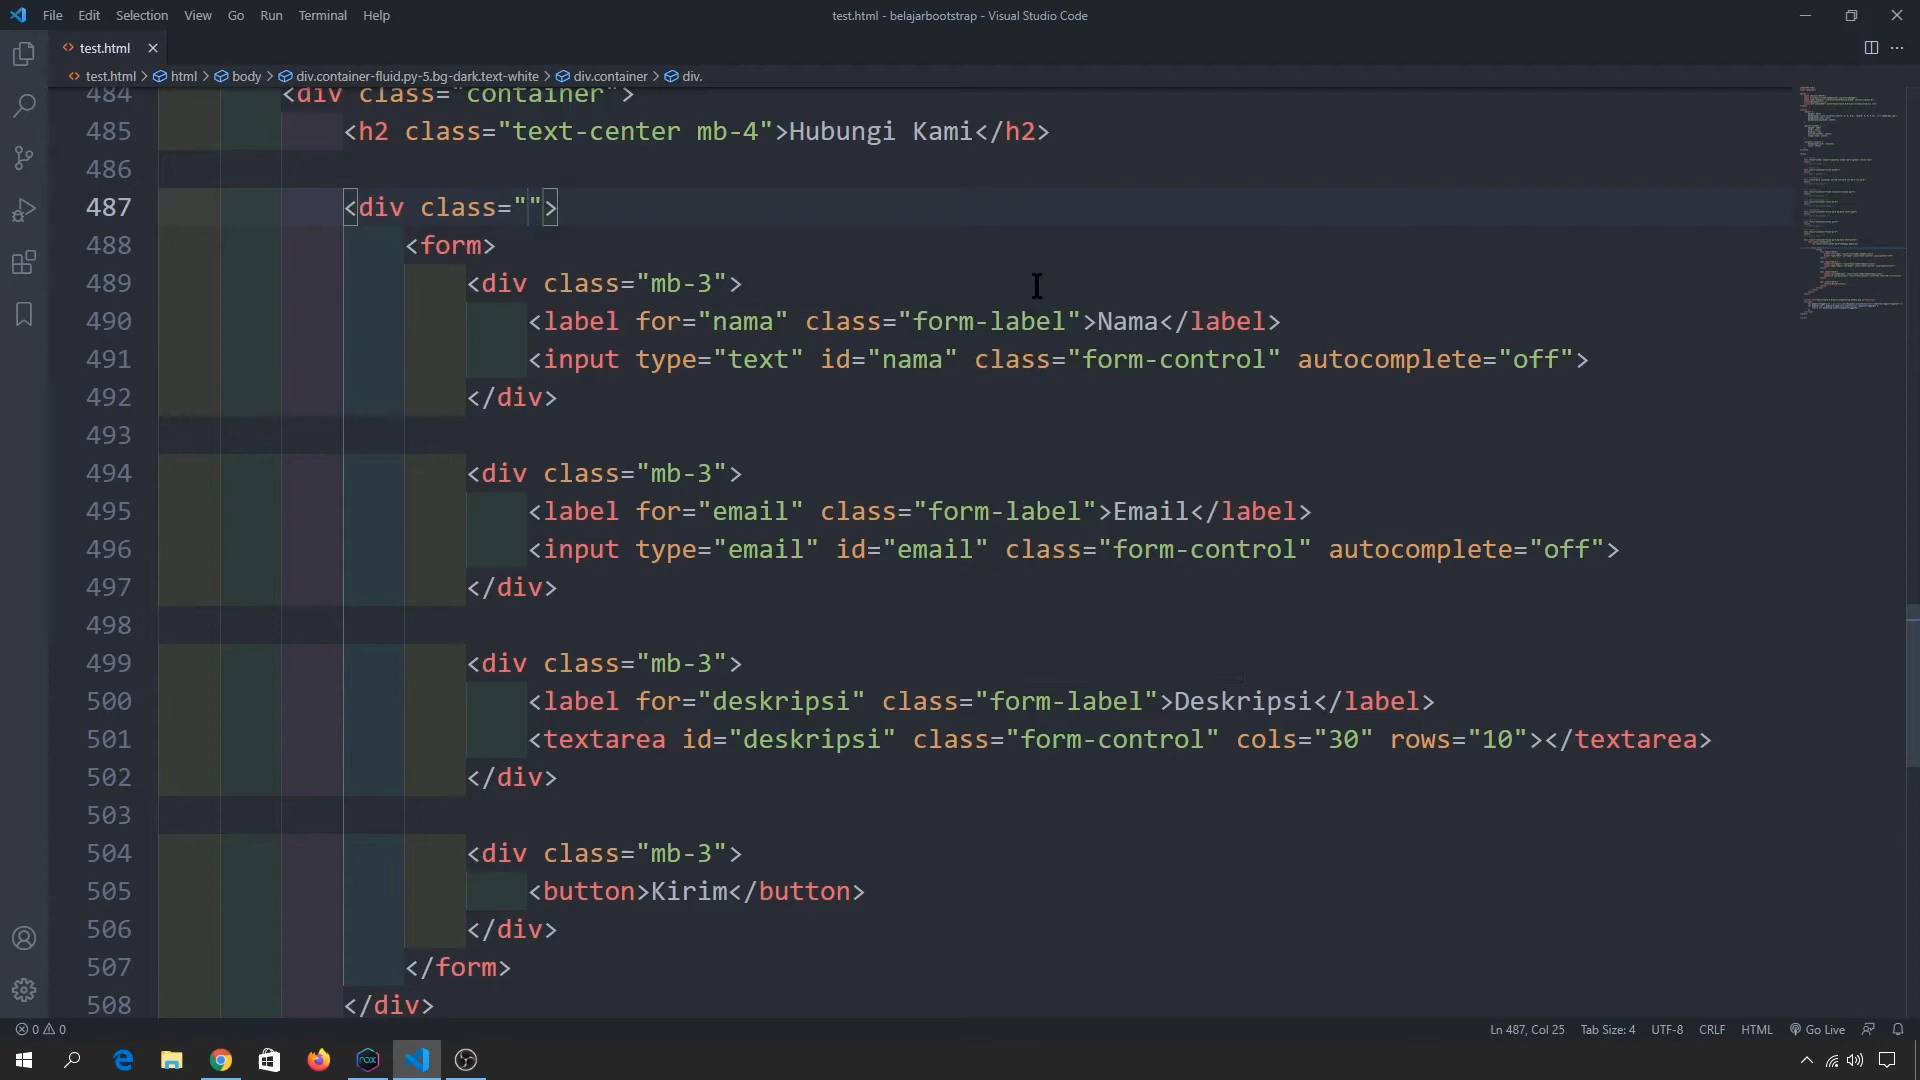 File Edit Selection View Go Run Terminal Help
test.html - belajarbootstrap - Visual Studio Code
test.html
test.html > html > body > div.container-fluid.py-5.bg-dark.text-white > div.container > div.
484 <div class="container">
485 <h2 class="text-center mb-4">Hubungi Kami</h2>
486
487 <div class="">
488 <form>
489 <div class="mb-3">
490 <label for="nama" class="form-label">Nama</label>
491 <input type="text" id="nama" class="form-control" autocomplete="off">
492 </div>
493
494 <div class="mb-3">
495 <label for="email" class="form-label">Email</label>
496 <input type="email" id="email" class="form-control" autocomplete="off">
497 </div>
498
499 <div class="mb-3">
500 <label for="deskripsi" class="form-label">Deskripsi</label>
501 <textarea id="deskripsi" class="form-control" cols="30" rows="10"></textarea>
502 </div>
503
504 <div class="mb-3">
505 <button>Kirim</button>
506 </div>
507 </form>
508 </div>
0 0
Ln 487, Col 25 Tab Size: 4 UTF-8 CRLF HTML Go Live
nox